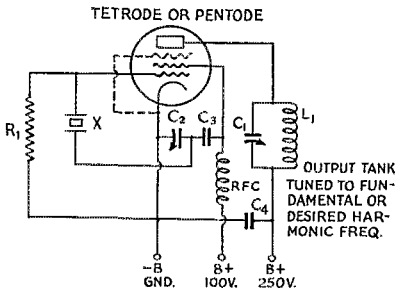 TETRODE OR PENTODE
R1
X
C2
C3
C1
L1
RFC
C4
OUTPUT TANK
TUNED TO FUN-
DAMENTAL OR
DESIRED HAR-
MONIC FREQ.
-B
GND.
B+
100V.
B+
250V.